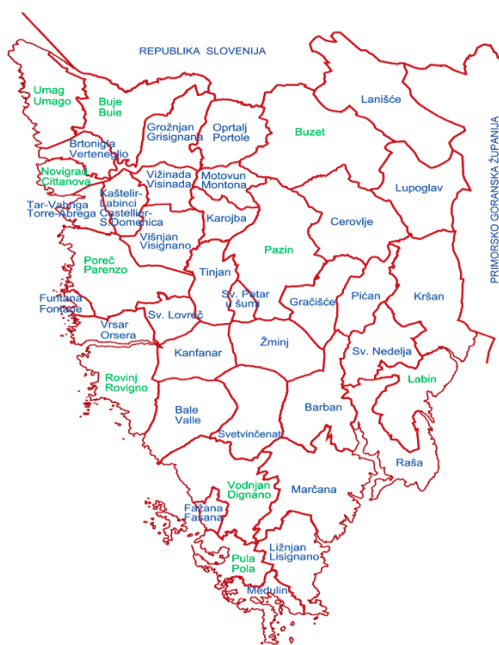 REPUBLIKA SLOVENIJA
PRIMORSKO GORANSKA ŽUPANIJA
Umag
Umago
Buje
Buie
Lanišće
Grožnjan
Grisignana
Oprtalj
Portole
Buzet
Brtonigla
Verteneglio
Novigrad
Cittanova
Vižinada
Visinada
Motovun
Montona
Lupoglav
Kaštelir-
Labinci
Castellier-
S.Domenica
Tar-Vabriga
Torre-Abrega
Karojba
Cerovlje
Višnjan
Visignano
Pazin
Poreč
Parenzo
Tinjan
Sv. Petar
u šumi
Gračišće
Pićan
Kršan
Funtana
Fontane
Sv. Lovreč
Vrsar
Orsera
Kanfanar
Žminj
Sv. Nedelja
Rovinj
Rovigno
Labin
Bale
Valle
Barban
Svetvinčenat
Raša
Vodnjan
Dignano
Marčana
Fažana
Fasana
Ližnjan
Lisignano
Pula
Pola
Medulin